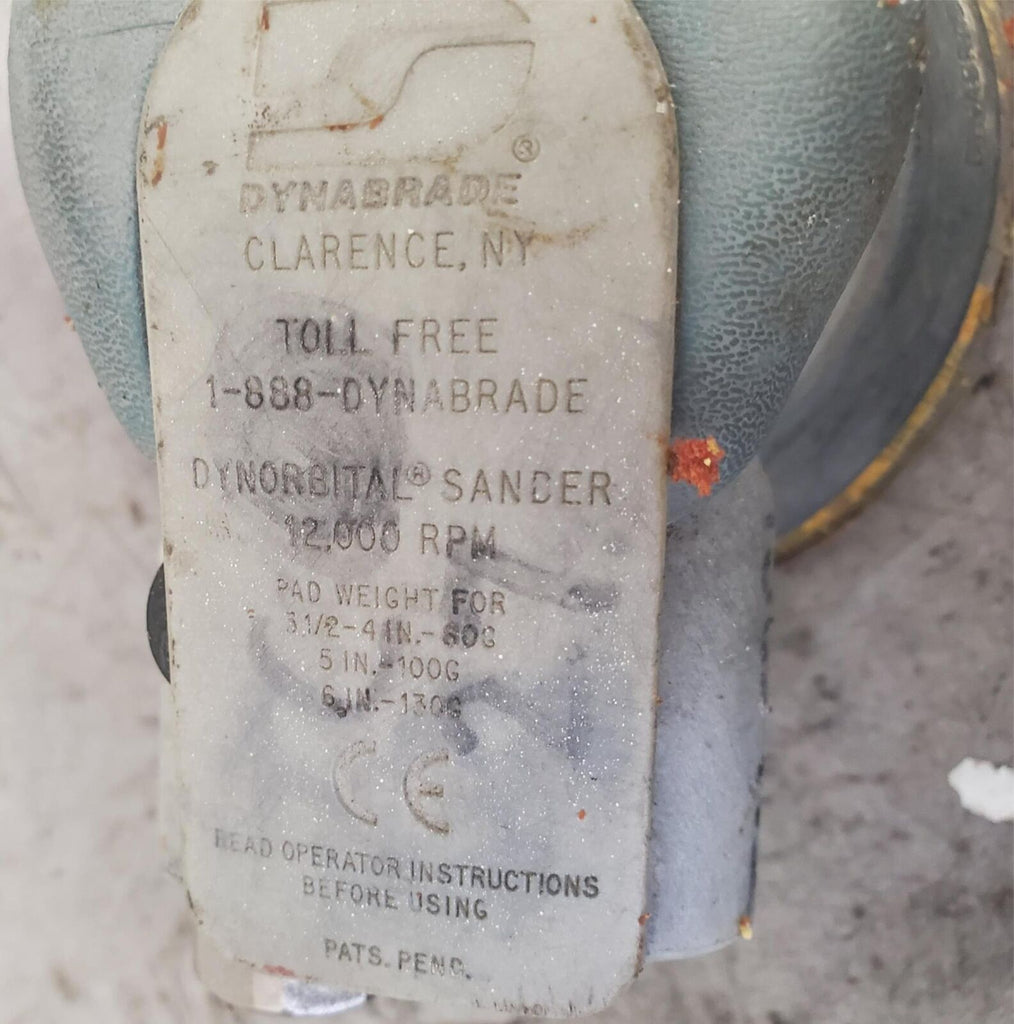 ®
DYNABRADE
CLARENCE, NY
TOLL FREE
1-888-DYNABRADE
DYNORBITAL® SANDER
12,000 RPM
PAD WEIGHT FOR
3 1/2-4 IN.-80G
5 IN.-100G
6 IN.-130G
CE
READ OPERATOR INSTRUCTIONS
BEFORE USING
PATS. PEND.